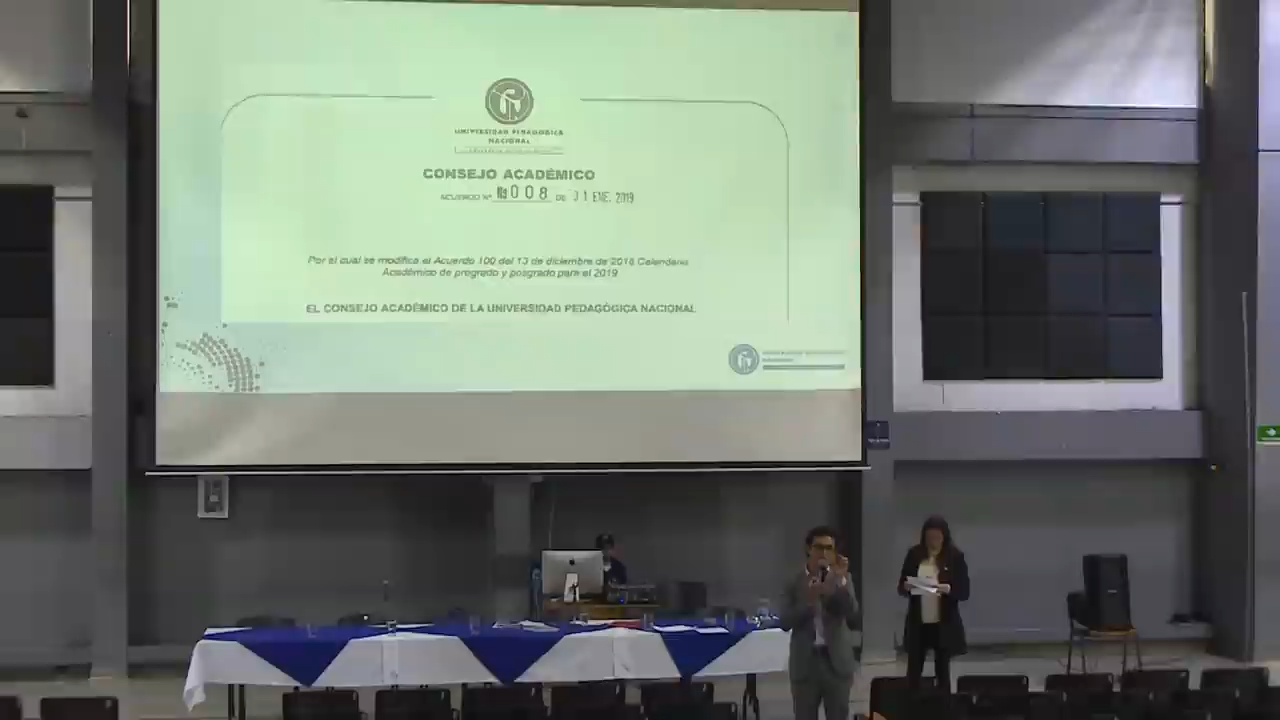 UNIVERSIDAD PEDAGÓGICA
NACIONAL
CONSEJO ACADÉMICO
ACUERDO Nº Nº 008 DE 31 ENE. 2019
Por el cual se modifica el Acuerdo 100 del 13 de diciembre de 2018 Calendario
Académico de pregrado y posgrado para el 2019
EL CONSEJO ACADÉMICO DE LA UNIVERSIDAD PEDAGÓGICA NACIONAL